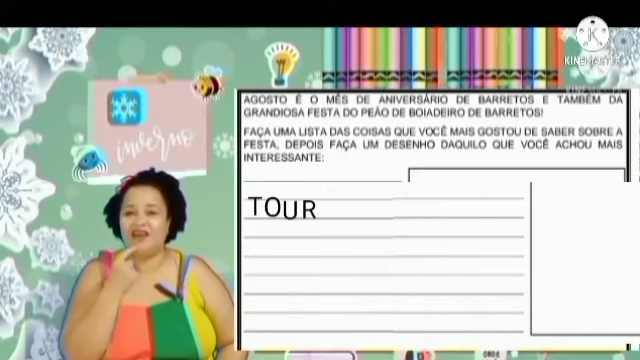 KINEMASTER
inverno
AGOSTO É O MÊS DE ANIVERSÁRIO DE BARRETOS E TAMBÉM DA
GRANDIOSA FESTA DO PEÃO DE BOIADEIRO DE BARRETOS!
FAÇA UMA LISTA DAS COISAS QUE VOCÊ MAIS GOSTOU DE SABER SOBRE A
FESTA, DEPOIS FAÇA UM DESENHO DAQUILO QUE VOCÊ ACHOU MAIS
INTERESSANTE:
TOUR